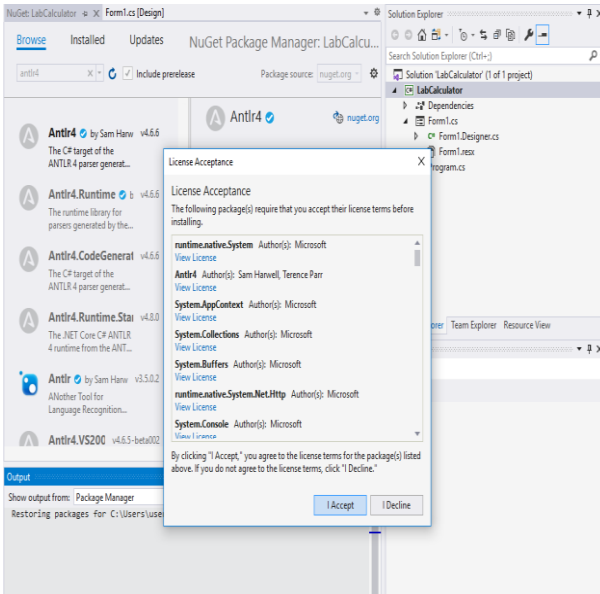 NuGet: LabCalculator
Form1.cs [Design]
Browse
Installed
Updates
NuGet Package Manager: LabCalcu...
antlr4
Include prerelease
Package source: nuget.org
Antlr4 by Sam Harw v4.6.6
The C# target of the
ANTLR 4 parser generat...
Antlr4.Runtime b v4.6.6
The runtime library for
parsers generated by the...
Antlr4.CodeGenerat v4.6.6
The C# target of the
ANTLR 4 parser generat...
Antlr4.Runtime.Star v4.8.0
The .NET Core C# ANTLR
4 runtime from the ANT...
Antlr by Sam Harw v3.5.0.2
ANother Tool for
Language Recognition...
Antlr4.VS200 v4.6.5-beta002
Antlr4
nuget.org
License Acceptance
X
License Acceptance
The following package(s) require that you accept their license terms before
installing.
runtime.native.System Author(s): Microsoft
View License
Antlr4 Author(s): Sam Harwell, Terence Parr
View License
System.AppContext Author(s): Microsoft
View License
System.Collections Author(s): Microsoft
View License
System.Buffers Author(s): Microsoft
View License
runtime.native.System.Net.Http Author(s): Microsoft
View License
System.Console Author(s): Microsoft
View License
By clicking "I Accept," you agree to the license terms for the package(s) listed
above. If you do not agree to the license terms, click "I Decline."
I Accept
I Decline
Output
Show output from: Package Manager
Restoring packages for C:\Users\use
Solution Explorer
Search Solution Explorer (Ctrl+;)
Solution 'LabCalculator' (1 of 1 project)
C# LabCalculator
Dependencies
Form1.cs
C# Form1.Designer.cs
Form1.resx
rogram.cs
orer
Team Explorer
Resource View